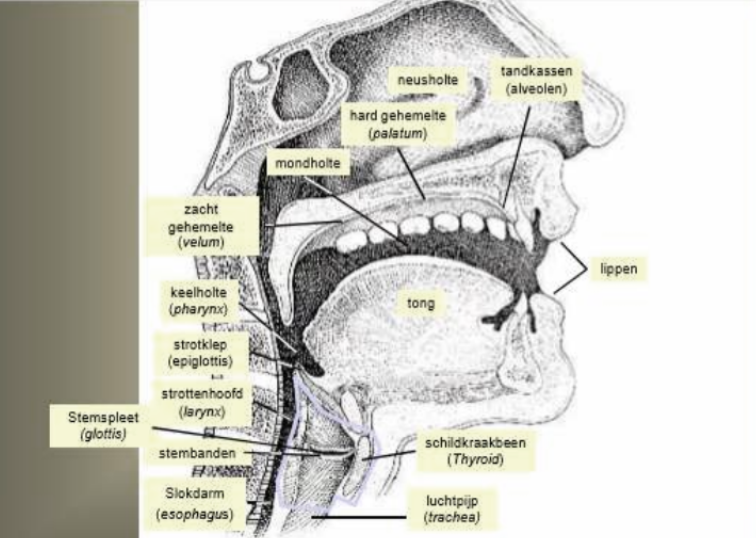 neusholte
tandkassen
(alveolen)
hard gehemelte
(palatum)
mondholte
zacht
gehemelte
(velum)
lippen
keelholte
(pharynx)
tong
strotklep
(epiglottis)
strottenhoofd
(larynx)
Stemspleet
(glottis)
stembanden
schildkraakbeen
(Thyroid)
Slokdarm
(esophagus)
luchtpijp
(trachea)